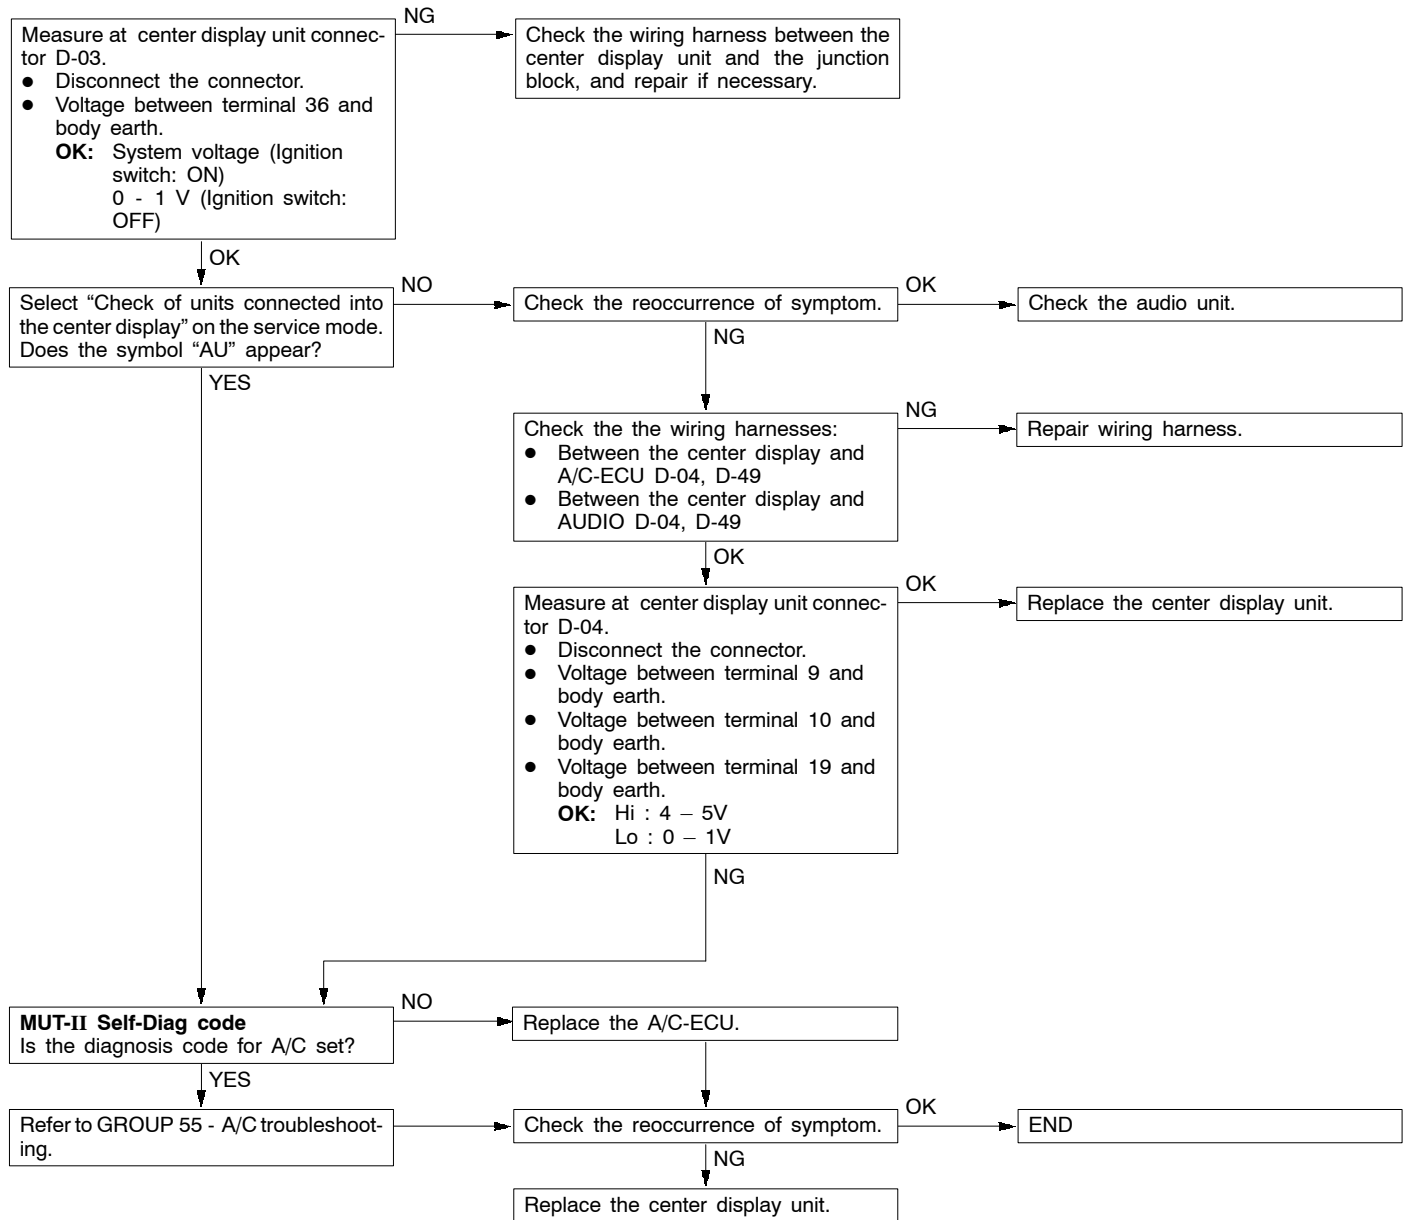 Measure at center display unit connec-
tor D-03.
● Disconnect the connector.
● Voltage between terminal 36 and
body earth.
OK: System voltage (Ignition
switch: ON)
0 - 1 V (Ignition switch:
OFF)
NG
Check the wiring harness between the
center display unit and the junction
block, and repair if necessary.
OK
Select “Check of units connected into
the center display” on the service mode.
Does the symbol “AU” appear?
NO
Check the reoccurrence of symptom.
OK
Check the audio unit.
YES
NG
Check the the wiring harnesses:
● Between the center display and
A/C-ECU D-04, D-49
● Between the center display and
AUDIO D-04, D-49
NG
Repair wiring harness.
OK
Measure at center display unit connec-
tor D-04.
● Disconnect the connector.
● Voltage between terminal 9 and
body earth.
● Voltage between terminal 10 and
body earth.
● Voltage between terminal 19 and
body earth.
OK: Hi : 4 – 5V
Lo : 0 – 1V
OK
Replace the center display unit.
NG
MUT-II Self-Diag code
Is the diagnosis code for A/C set?
NO
Replace the A/C-ECU.
YES
Refer to GROUP 55 - A/C troubleshoot-
ing.
Check the reoccurrence of symptom.
OK
END
NG
Replace the center display unit.